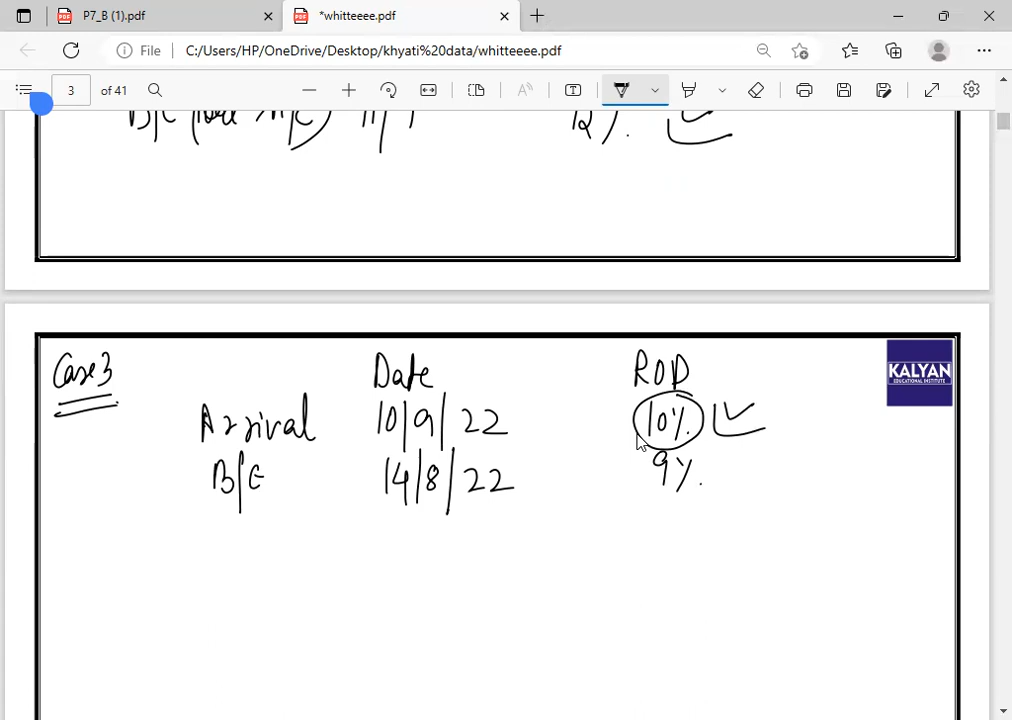 P7_B (1).pdf
*whitteeee.pdf
File
C:/Users/HP/OneDrive/Desktop/khyati%20data/whitteeee.pdf
3
of 41
12%.
Case 3
Date
ROD
KALYAN
EDUCATIONAL INSTITUTE
Arrival
10/9/22
10%.
B/E
14/8/22
9%.